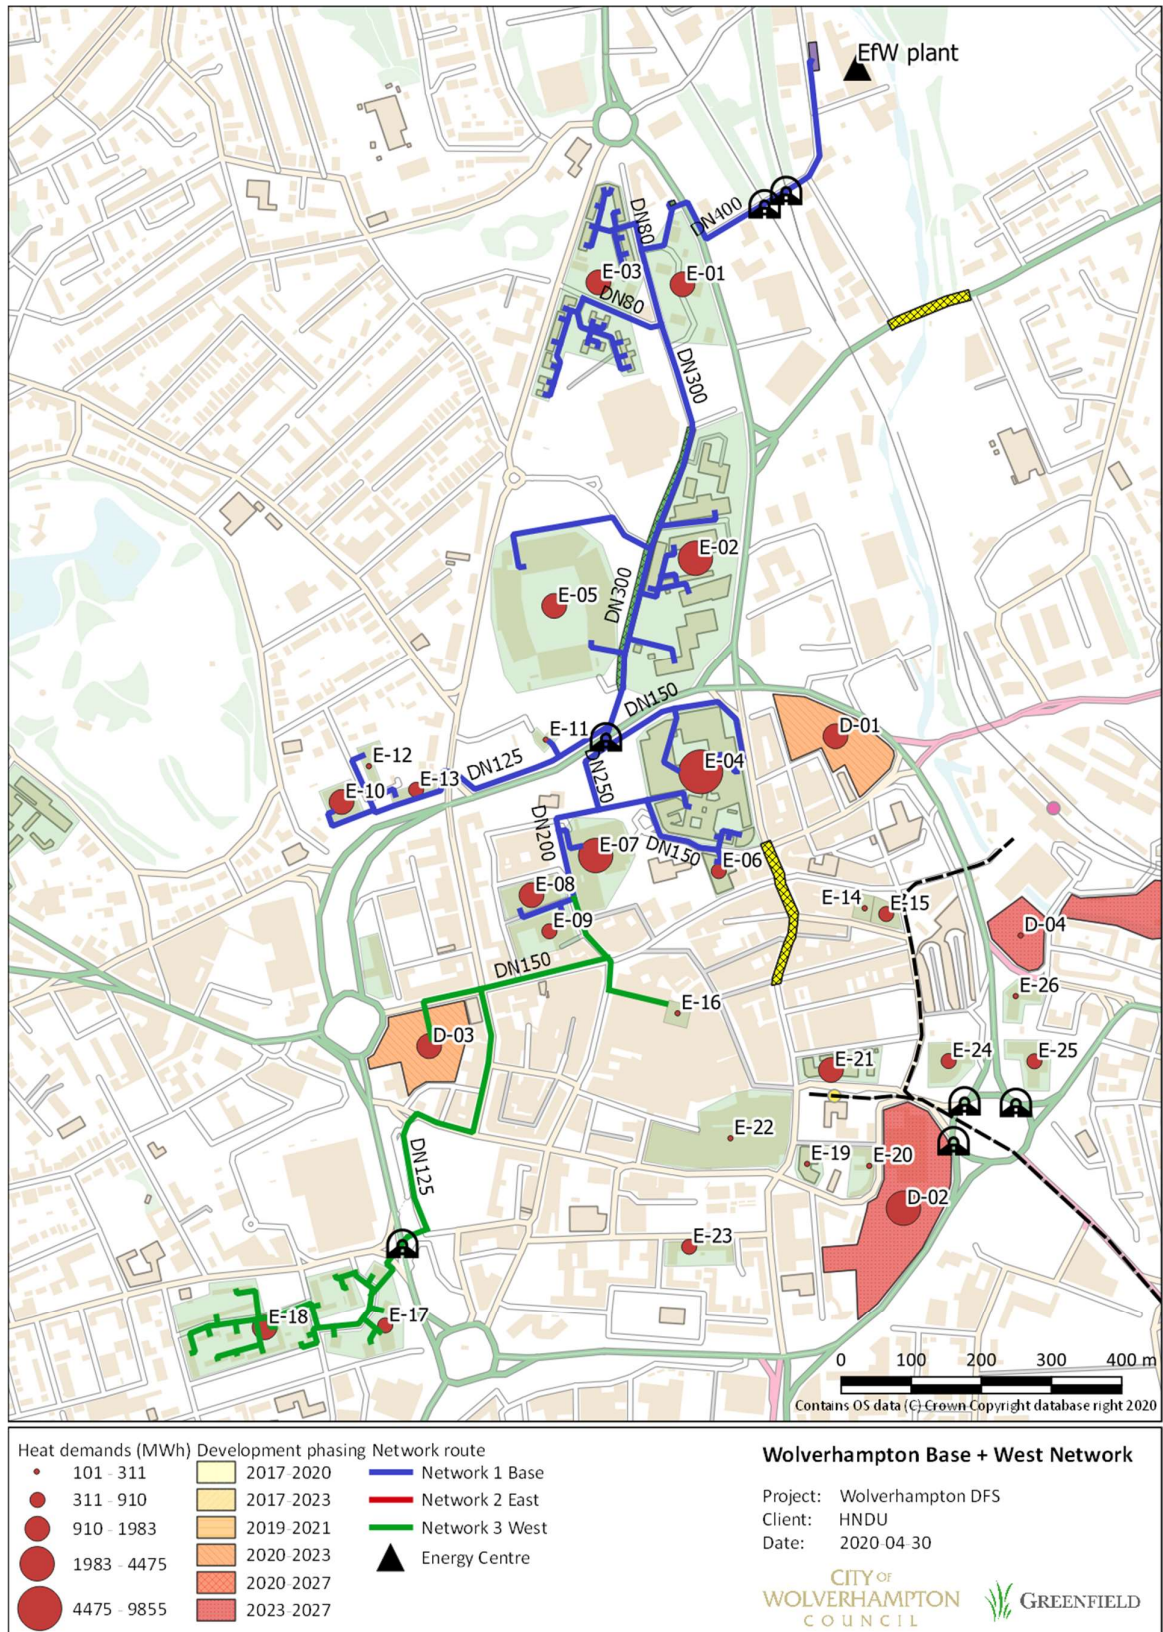 EfW plant
DN400
DN80
E-03
E-01
DN80
DN300
E-02
E-05
DN300
DN150
D-01
E-11
E-12
DN125
E-13
E-10
DN250
E-04
DN200
E-07
DN150
E-06
E-08
E-14
E-15
E-09
D-04
DN150
E-26
E-16
D-03
E-21
E-24
E-25
E-22
E-19
E-20
DN125
D-02
E-23
E-18
E-17
0 100 200 300 400 m
Contains OS data (C) Crown Copyright database right 2020
Heat demands (MWh)
101 - 311
311 - 910
910 - 1983
1983 - 4475
4475 - 9855
Development phasing
2017-2020
2017-2023
2019-2021
2020-2023
2020-2027
2023-2027
Network route
Network 1 Base
Network 2 East
Network 3 West
Energy Centre
Wolverhampton Base + West Network
Project: Wolverhampton DFS
Client: HNDU
Date: 2020-04-30
CITY OF
WOLVERHAMPTON
COUNCIL
GREENFIELD